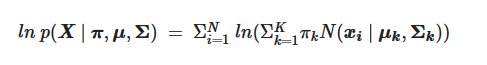 ln p(X | π, μ, Σ) = Σ_{i=1}^{N} ln(Σ_{k=1}^{K} π_k N(x_i | μ_k, Σ_k))